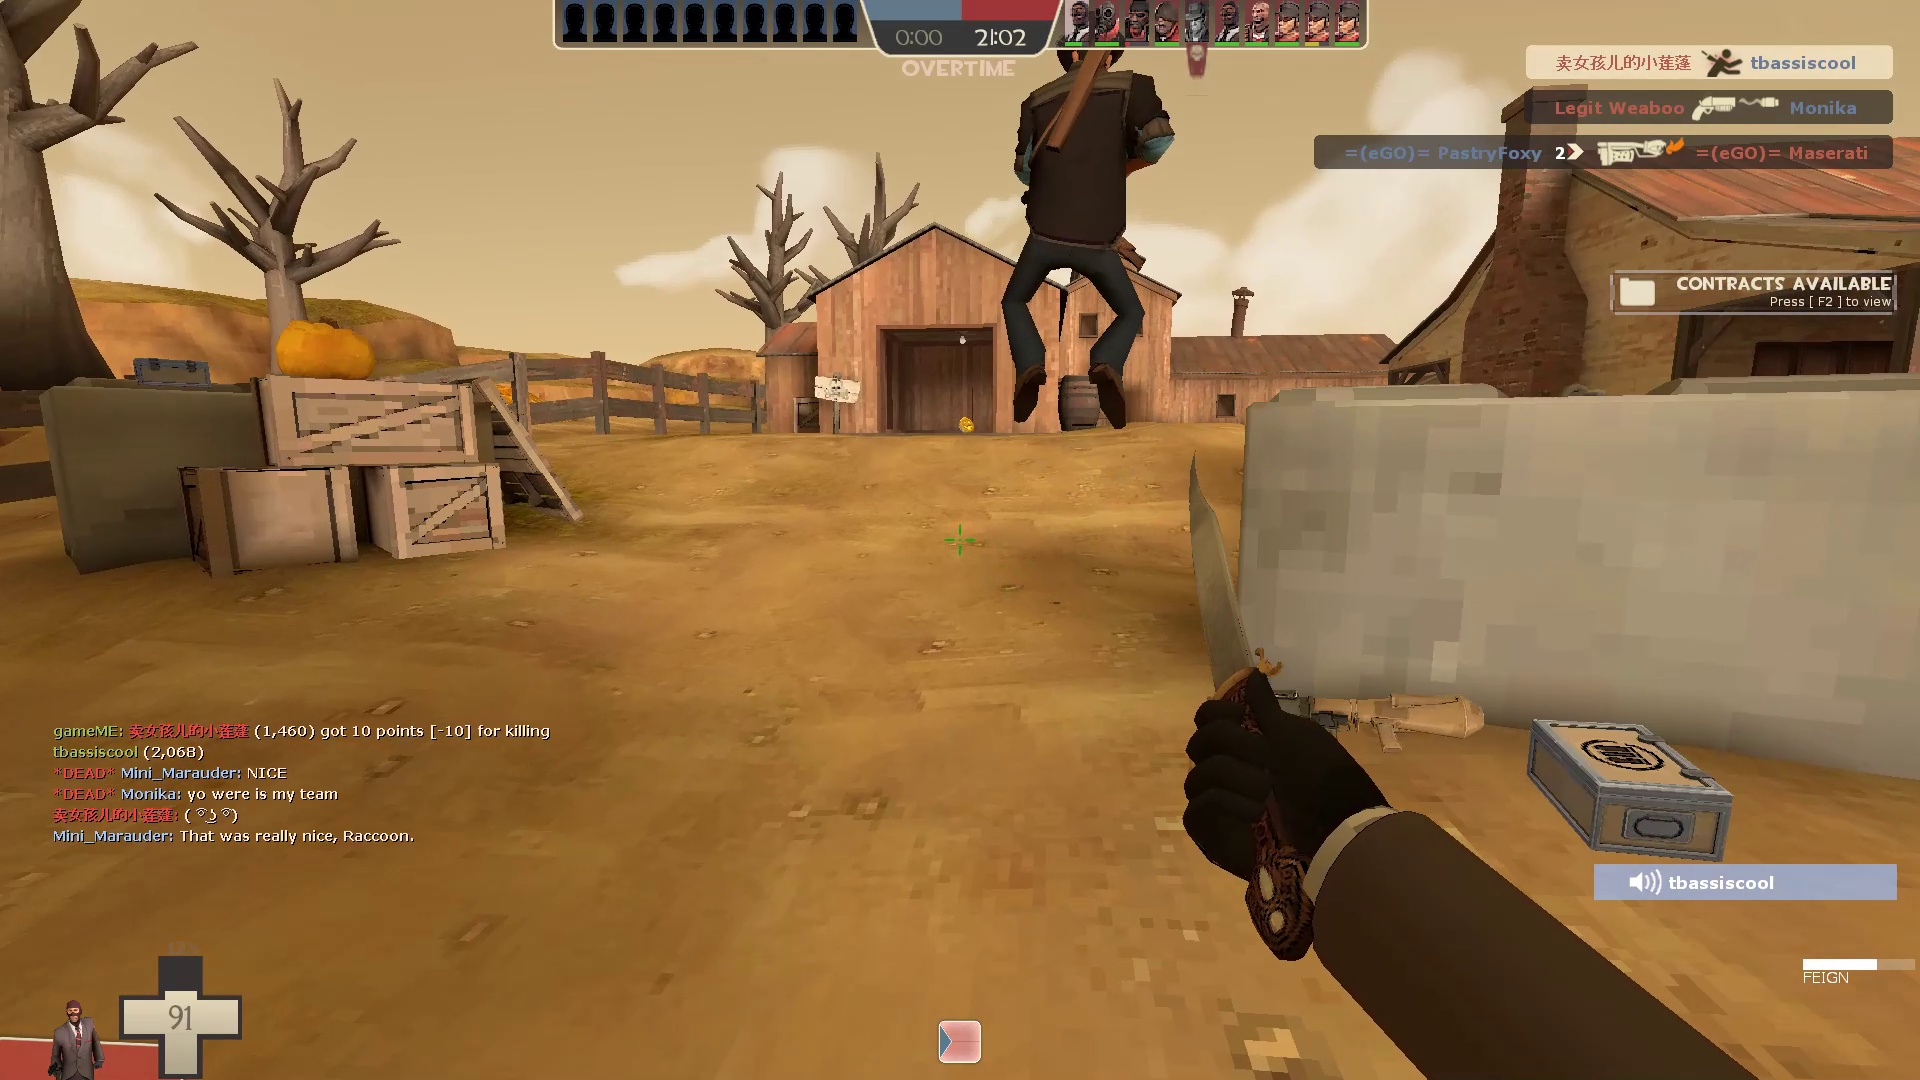 0:00 21:02
OVERTIME
卖女孩儿的小莲蓬 tbassiscool
Legit Weaboo Monika
=(eGO)= PastryFoxy 2 =(eGO)= Maserati
CONTRACTS AVAILABLE
Press [ F2 ] to view
gameME: 卖女孩儿的小莲蓬 (1,460) got 10 points [-10] for killing
tbassiscool (2,068)
*DEAD* Mini_Marauder: NICE
*DEAD* Monika: yo were is my team
卖女孩儿的小莲蓬: ( ͡° ͜ʖ ͡°)
Mini_Marauder: That was really nice, Raccoon.
tbassiscool
FEIGN
91